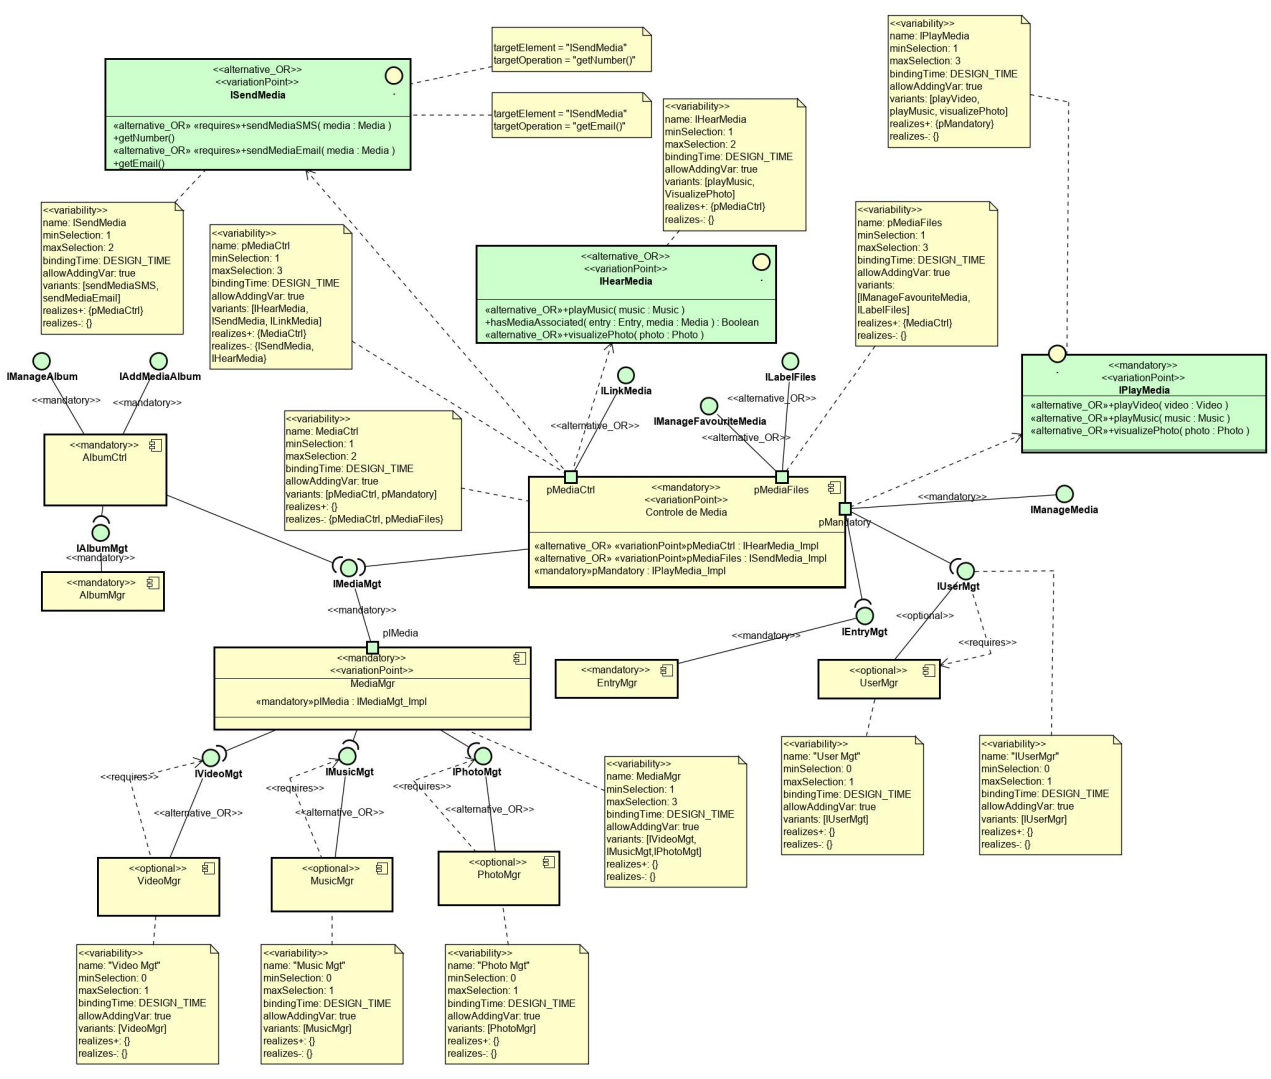 targetElement = "ISendMedia"
targetOperation = "getNumber()"
targetElement = "ISendMedia"
targetOperation = "getEmail()"
<<alternative_OR>>
<<variationPoint>>
ISendMedia
«alternative_OR» «requires»+sendMediaSMS( media : Media )
+getNumber()
«alternative_OR» «requires»+sendMediaEmail( media : Media )
+getEmail()
<<variability>>
name: IPlayMedia
minSelection: 1
maxSelection: 3
bindingTime: DESIGN_TIME
allowAddingVar: true
variants: [playVideo,
playMusic, visualizePhoto]
realizes+: {pMandatory}
realizes-: {}
<<variability>>
name: IHearMedia
minSelection: 1
maxSelection: 2
bindingTime: DESIGN_TIME
allowAddingVar: true
variants: [playMusic,
VisualizePhoto]
realizes+: {pMediaCtrl}
realizes-: {}
<<variability>>
name: ISendMedia
minSelection: 1
maxSelection: 2
bindingTime: DESIGN_TIME
allowAddingVar: true
variants: [sendMediaSMS,
sendMediaEmail]
realizes+: {pMediaCtrl}
realizes-: {}
<<variability>>
name: pMediaCtrl
minSelection: 1
maxSelection: 3
bindingTime: DESIGN_TIME
allowAddingVar: true
variants: [IHearMedia,
ISendMedia, ILinkMedia]
realizes+: {MediaCtrl}
realizes-: {ISendMedia,
IHearMedia}
<<alternative_OR>>
<<variationPoint>>
IHearMedia
«alternative_OR»+playMusic( music : Music )
+hasMediaAssociated( entry : Entry, media : Media ) : Boolean
«alternative_OR»+visualizePhoto( photo : Photo )
<<variability>>
name: pMediaFiles
minSelection: 1
maxSelection: 3
bindingTime: DESIGN_TIME
allowAddingVar: true
variants:
[IManageFavouriteMedia,
ILabelFiles]
realizes+: {MediaCtrl}
realizes-: {}
<<mandatory>>
<<variationPoint>>
IPlayMedia
«alternative_OR»+playVideo( video : Video )
«alternative_OR»+playMusic( music : Music )
«alternative_OR»+visualizePhoto( photo : Photo )
IManageAlbum
IAddMediaAlbum
<<mandatory>>
<<mandatory>>
<<mandatory>>
AlbumCtrl
IAlbumMgt
<<mandatory>>
<<mandatory>>
AlbumMgr
<<variability>>
name: MediaCtrl
minSelection: 1
maxSelection: 2
bindingTime: DESIGN_TIME
allowAddingVar: true
variants: [pMediaCtrl, pMandatory]
realizes+: {}
realizes-: {pMediaCtrl, pMediaFiles}
ILinkMedia
<<alternative_OR>>
ILabelFiles
<<alternative_OR>>
IManageFavouriteMedia
<<alternative_OR>>
pMediaCtrl
pMediaFiles
<<mandatory>>
<<variationPoint>>
Controle de Media
«alternative_OR» «variationPoint»pMediaCtrl : IHearMedia_Impl
«alternative_OR» «variationPoint»pMediaFiles : ISendMedia_Impl
«mandatory»pMandatory : IPlayMedia_Impl
pMandatory
<<mandatory>>
IManageMedia
IMediaMgt
<<mandatory>>
pIMedia
<<mandatory>>
<<variationPoint>>
MediaMgr
«mandatory»pIMedia : IMediaMgt_Impl
IEntryMgt
<<mandatory>>
<<mandatory>>
EntryMgr
IUserMgt
<<optional>>
<<requires>>
<<optional>>
UserMgr
IVideoMgt
<<requires>>
<<alternative_OR>>
IMusicMgt
<<requires>>
<<alternative_OR>>
IPhotoMgt
<<requires>>
<<alternative_OR>>
<<variability>>
name: MediaMgr
minSelection: 1
maxSelection: 3
bindingTime: DESIGN_TIME
allowAddingVar: true
variants: [IVideoMgt,
IMusicMgt,IPhotoMgt]
realizes+: {}
realizes-: {}
<<variability>>
name: "User Mgt"
minSelection: 0
maxSelection: 1
bindingTime: DESIGN_TIME
allowAddingVar: true
variants: [IUserMgt]
realizes+: {}
realizes-: {}
<<variability>>
name: "IUserMgr"
minSelection: 0
maxSelection: 1
bindingTime: DESIGN_TIME
allowAddingVar: true
variants: [IUserMgr]
realizes+: {}
realizes-: {}
<<optional>>
VideoMgr
<<optional>>
MusicMgr
<<optional>>
PhotoMgr
<<variability>>
name: "Video Mgt"
minSelection: 0
maxSelection: 1
bindingTime: DESIGN_TIME
allowAddingVar: true
variants: [VideoMgr]
realizes+: {}
realizes-: {}
<<variability>>
name: "Music Mgt"
minSelection: 0
maxSelection: 1
bindingTime: DESIGN_TIME
allowAddingVar: true
variants: [MusicMgr]
realizes+: {}
realizes-: {}
<<variability>>
name: "Photo Mgt"
minSelection: 0
maxSelection: 1
bindingTime: DESIGN_TIME
allowAddingVar: true
variants: [PhotoMgr]
realizes+: {}
realizes-: {}